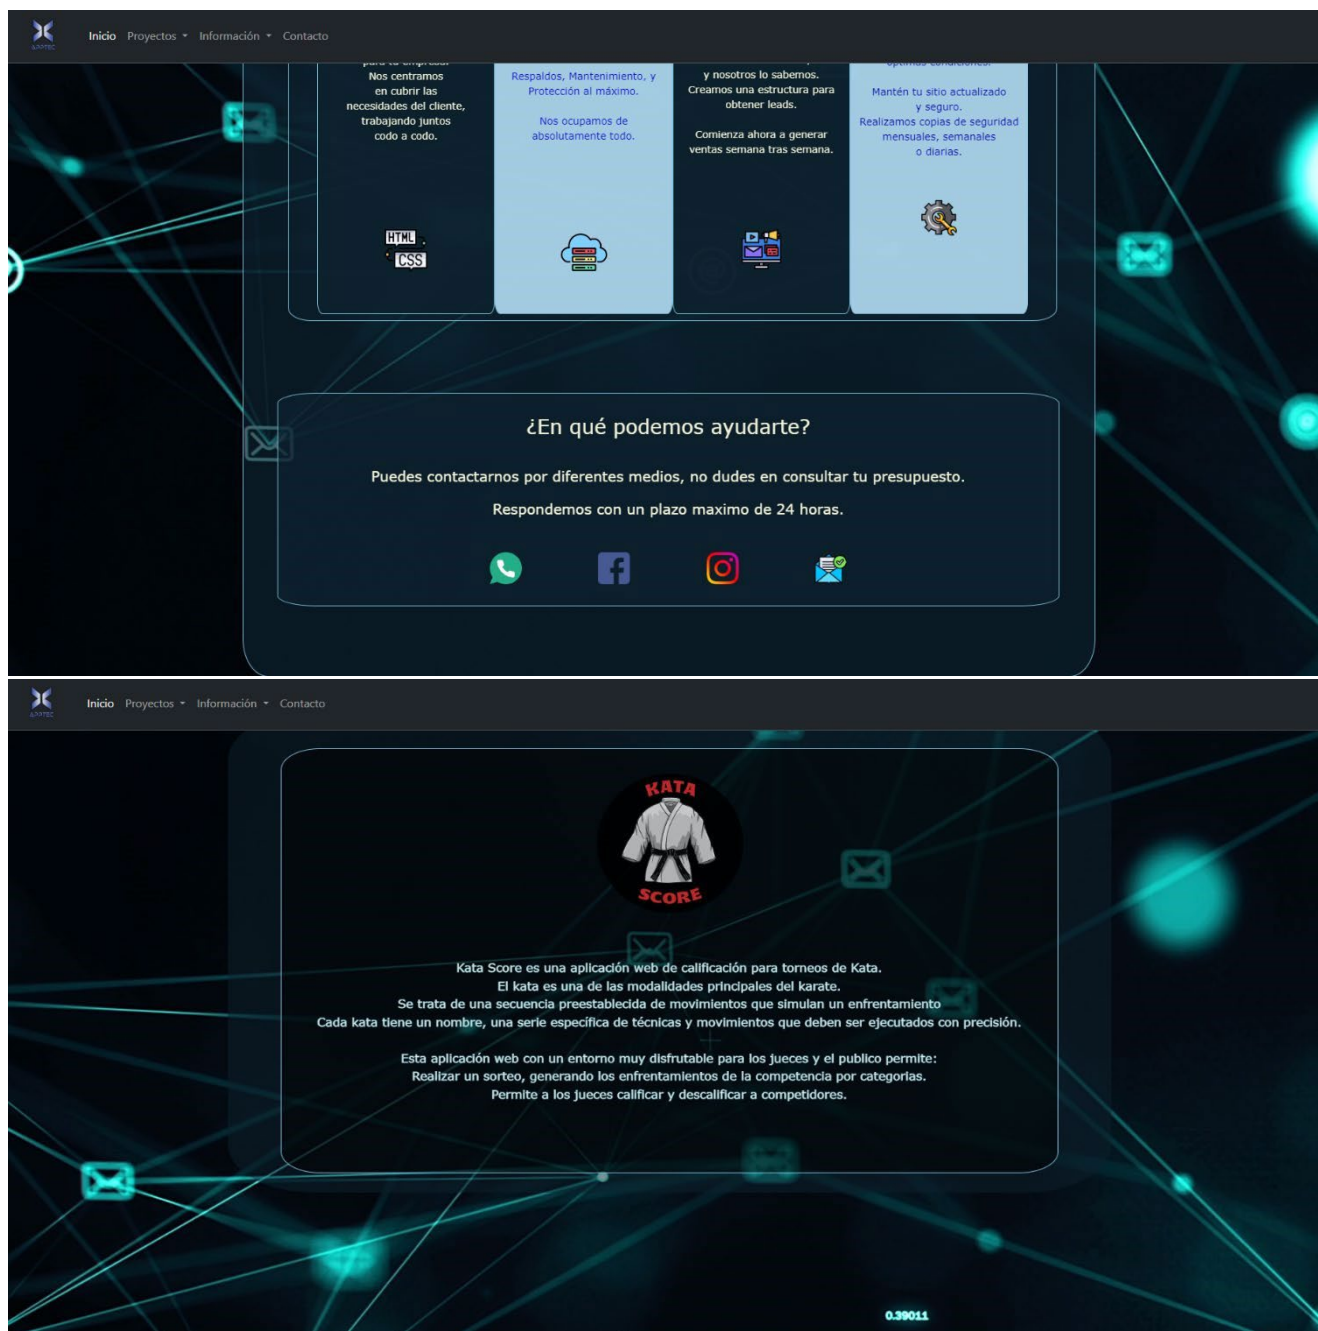 Inicio Proyectos Información Contacto
para tu empresa.
Nos centramos
en cubrir las
necesidades del cliente,
trabajando juntos
codo a codo.
HTML
CSS
Respaldos, Mantenimiento, y
Protección al máximo.
Nos ocupamos de
absolutamente todo.
y nosotros lo sabemos.
Creamos una estructura para
obtener leads.
Comienza ahora a generar
ventas semana tras semana.
óptimas condiciones.
Mantén tu sitio actualizado
y seguro.
Realizamos copias de seguridad
mensuales, semanales
o diarias.
¿En qué podemos ayudarte?
Puedes contactarnos por diferentes medios, no dudes en consultar tu presupuesto.
Respondemos con un plazo maximo de 24 horas.
Inicio Proyectos Información Contacto
KATA
SCORE
Kata Score es una aplicación web de calificación para torneos de Kata.
El kata es una de las modalidades principales del karate.
Se trata de una secuencia preestablecida de movimientos que simulan un enfrentamiento
Cada kata tiene un nombre, una serie específica de técnicas y movimientos que deben ser ejecutados con precisión.
Esta aplicación web con un entorno muy disfrutable para los jueces y el publico permite:
Realizar un sorteo, generando los enfrentamientos de la competencia por categorias.
Permite a los jueces calificar y descalificar a competidores.
0.39011